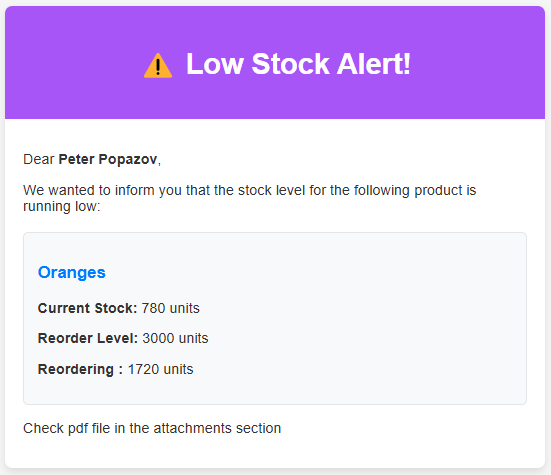 ⚠️ Low Stock Alert!
Dear Peter Popazov,
We wanted to inform you that the stock level for the following product is
running low:
Oranges
Current Stock: 780 units
Reorder Level: 3000 units
Reordering : 1720 units
Check pdf file in the attachments section